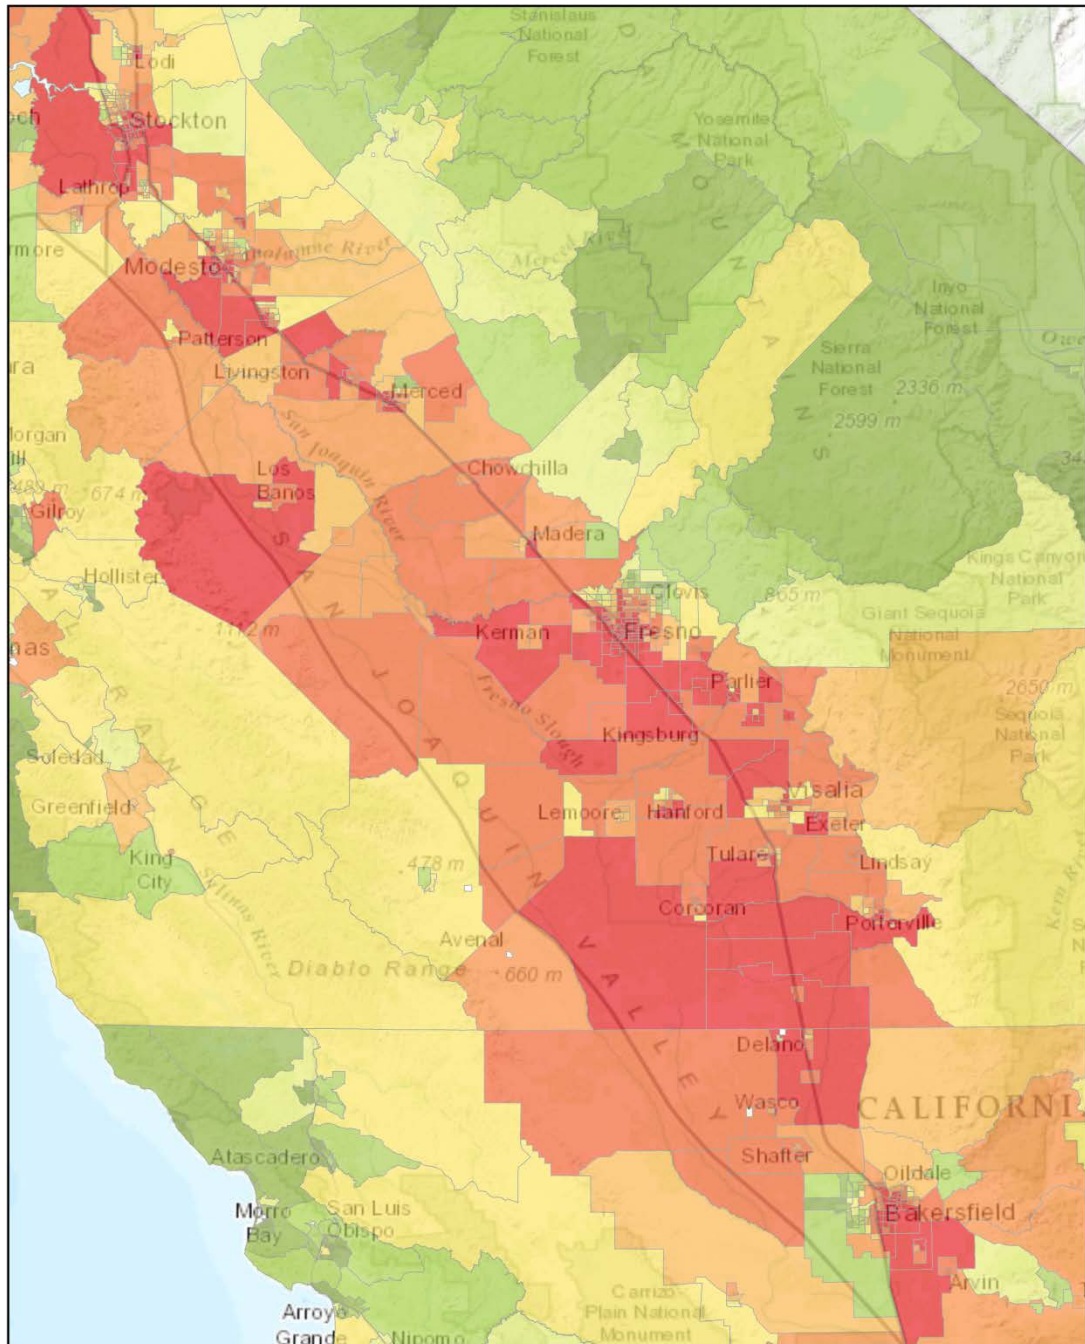 Stanislaus
National
Forest
Lodi
Stockton
Yosemite
National
Park
Lathrop
Merced River
Modesto
Inyo
National
Forest
Sierra
National
Forest
2336 m
2599 m
Patterson
Livingston
Merced
San Joaquin River
Los
Banos
Chowchilla
1674 m
Gilroy
Madera
Hollister
Clovis
865 m
Kings Canyon
National
Park
Giant Sequoia
National
Monument
Kerman
Fresno
Parlier
2650 m
Sequoia
National
Park
Fresno Slough
Kingsburg
Soledad
Greenfield
Lemoore
Hanford
Visalia
Exeter
King
City
478 m
Tulare
Lindsay
Salinas River
Corcoran
Porterville
Avenal
Diablo Range
660 m
SAN JOAQUIN VALLEY
Delano
Wasco
CALIFORNIA
Atascadero
Shafter
Oildale
Morro
Bay
San Luis
Obispo
Bakersfield
Arvin
Carrizo
Plain National
Monument
Arroyo
Grande
Nipomo